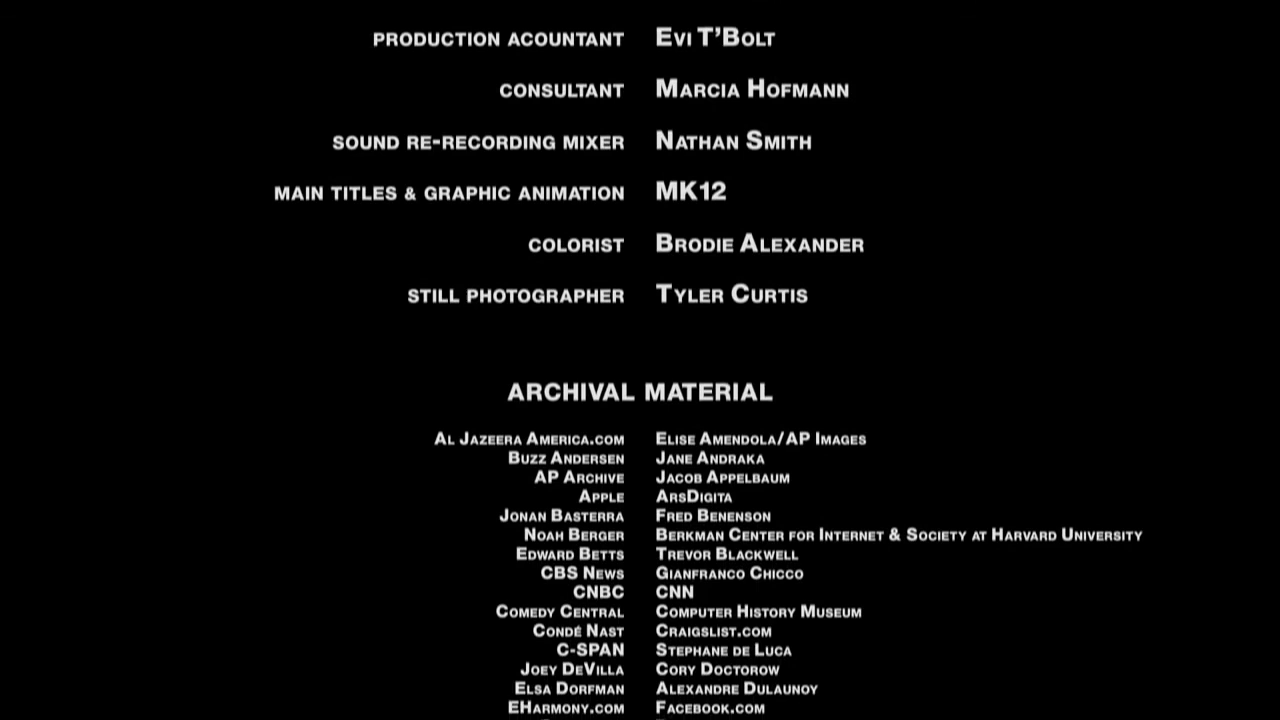 PRODUCTION ACOUNTANT EVI T'BOLT
CONSULTANT MARCIA HOFMANN
SOUND RE-RECORDING MIXER NATHAN SMITH
MAIN TITLES & GRAPHIC ANIMATION MK12
COLORIST BRODIE ALEXANDER
STILL PHOTOGRAPHER TYLER CURTIS
ARCHIVAL MATERIAL
AL JAZEERA AMERICA.COM ELISE AMENDOLA/AP IMAGES
BUZZ ANDERSEN JANE ANDRAKA
AP ARCHIVE JACOB APPELBAUM
APPLE ARSDIGITA
JONAN BASTERRA FRED BENENSON
NOAH BERGER BERKMAN CENTER FOR INTERNET & SOCIETY AT HARVARD UNIVERSITY
EDWARD BETTS TREVOR BLACKWELL
CBS NEWS GIANFRANCO CHICCO
CNBC CNN
COMEDY CENTRAL COMPUTER HISTORY MUSEUM
CONDÉ NAST CRAIGSLIST.COM
C-SPAN STEPHANE DE LUCA
JOEY DEVILLA CORY DOCTOROW
ELSA DORFMAN ALEXANDRE DULAUNOY
EHARMONY.COM FACEBOOK.COM